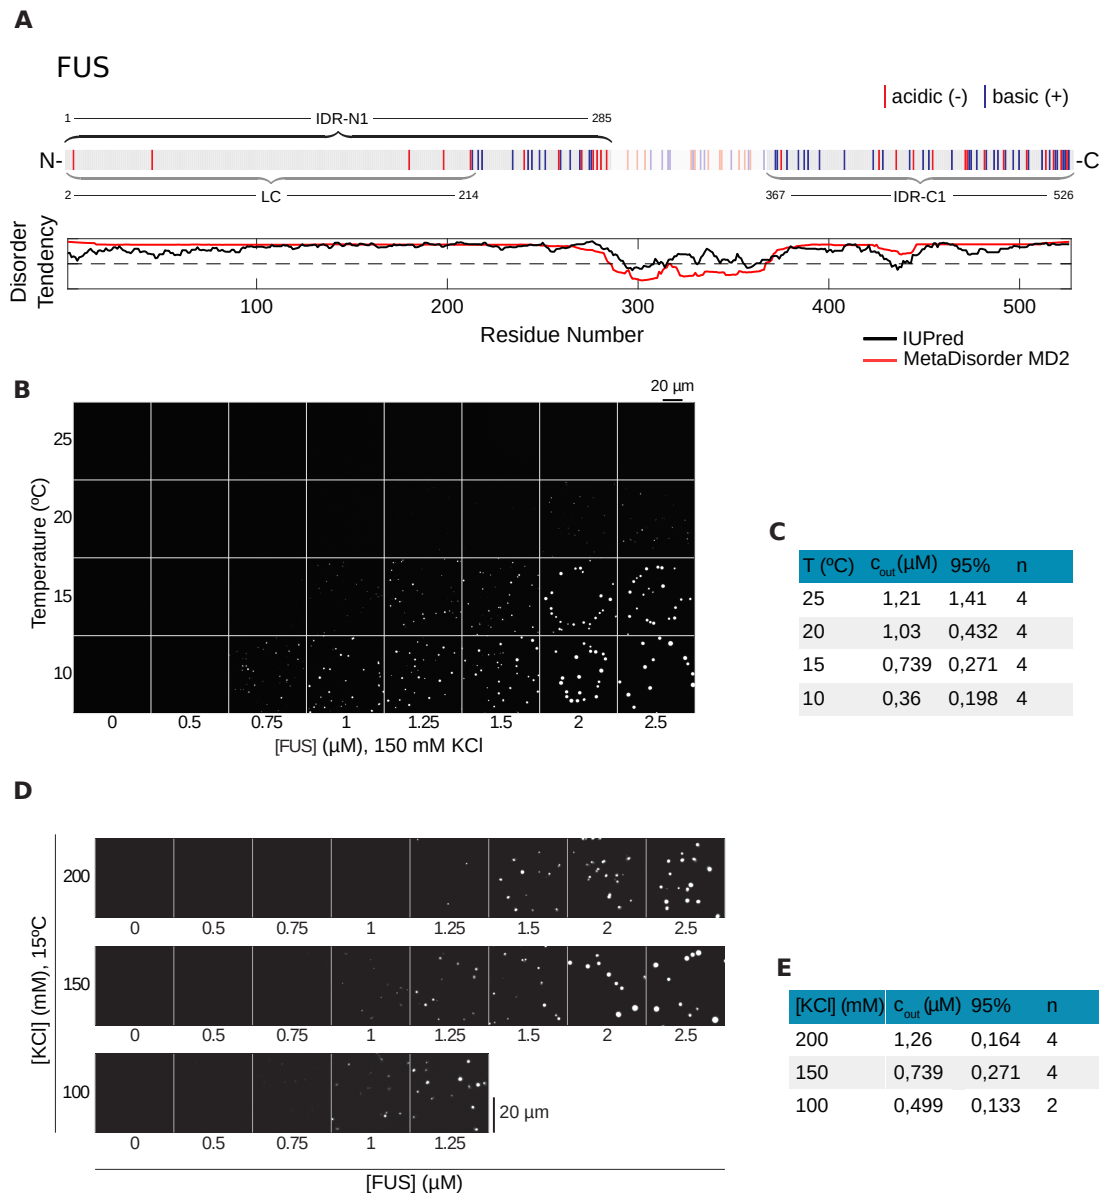 A
FUS
acidic (-) basic (+)
1 IDR-N1 285
N- -C
2 LC 214 367 IDR-C1 526
Disorder
Tendency
100 200 300 400 500
Residue Number
IUPred
MetaDisorder MD2
B
20 µm
Temperature (ºC)
25
20
15
10
0 0.5 0.75 1 1.25 1.5 2 2.5
[FUS] (µM), 150 mM KCl
C
T (ºC) cout (µM) 95% n
25 1,21 1,41 4
20 1,03 0,432 4
15 0,739 0,271 4
10 0,36 0,198 4
D
[KCl] (mM), 15ºC
200
0 0.5 0.75 1 1.25 1.5 2 2.5
150
0 0.5 0.75 1 1.25 1.5 2 2.5
100
20 µm
0 0.5 0.75 1 1.25
[FUS] (µM)
E
[KCl] (mM) cout (µM) 95% n
200 1,26 0,164 4
150 0,739 0,271 4
100 0,499 0,133 2